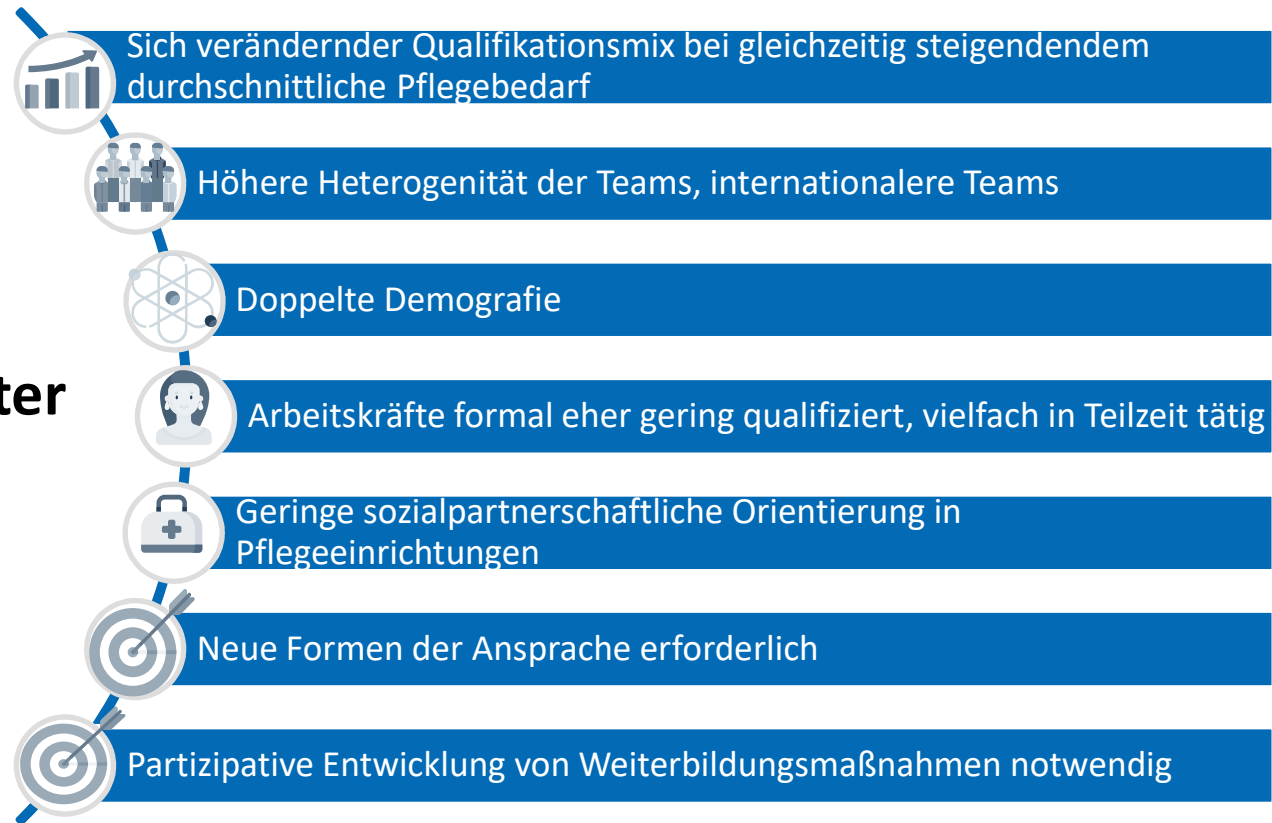 Sich verändernder Qualifikationsmix bei gleichzeitig steigendendem
durchschnittliche Pflegebedarf
Höhere Heterogenität der Teams, internationalere Teams
Doppelte Demografie
ter
Arbeitskräfte formal eher gering qualifiziert, vielfach in Teilzeit tätig
Geringe sozialpartnerschaftliche Orientierung in
Pflegeeinrichtungen
Neue Formen der Ansprache erforderlich
Partizipative Entwicklung von Weiterbildungsmaßnahmen notwendig